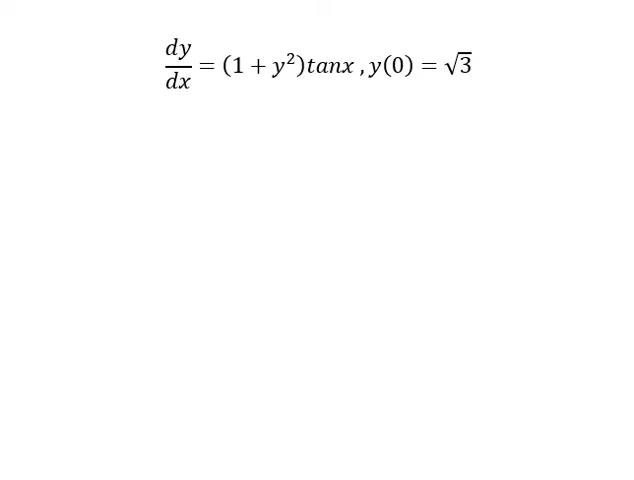 dy/dx = (1 + y²)tanx , y(0) = √3